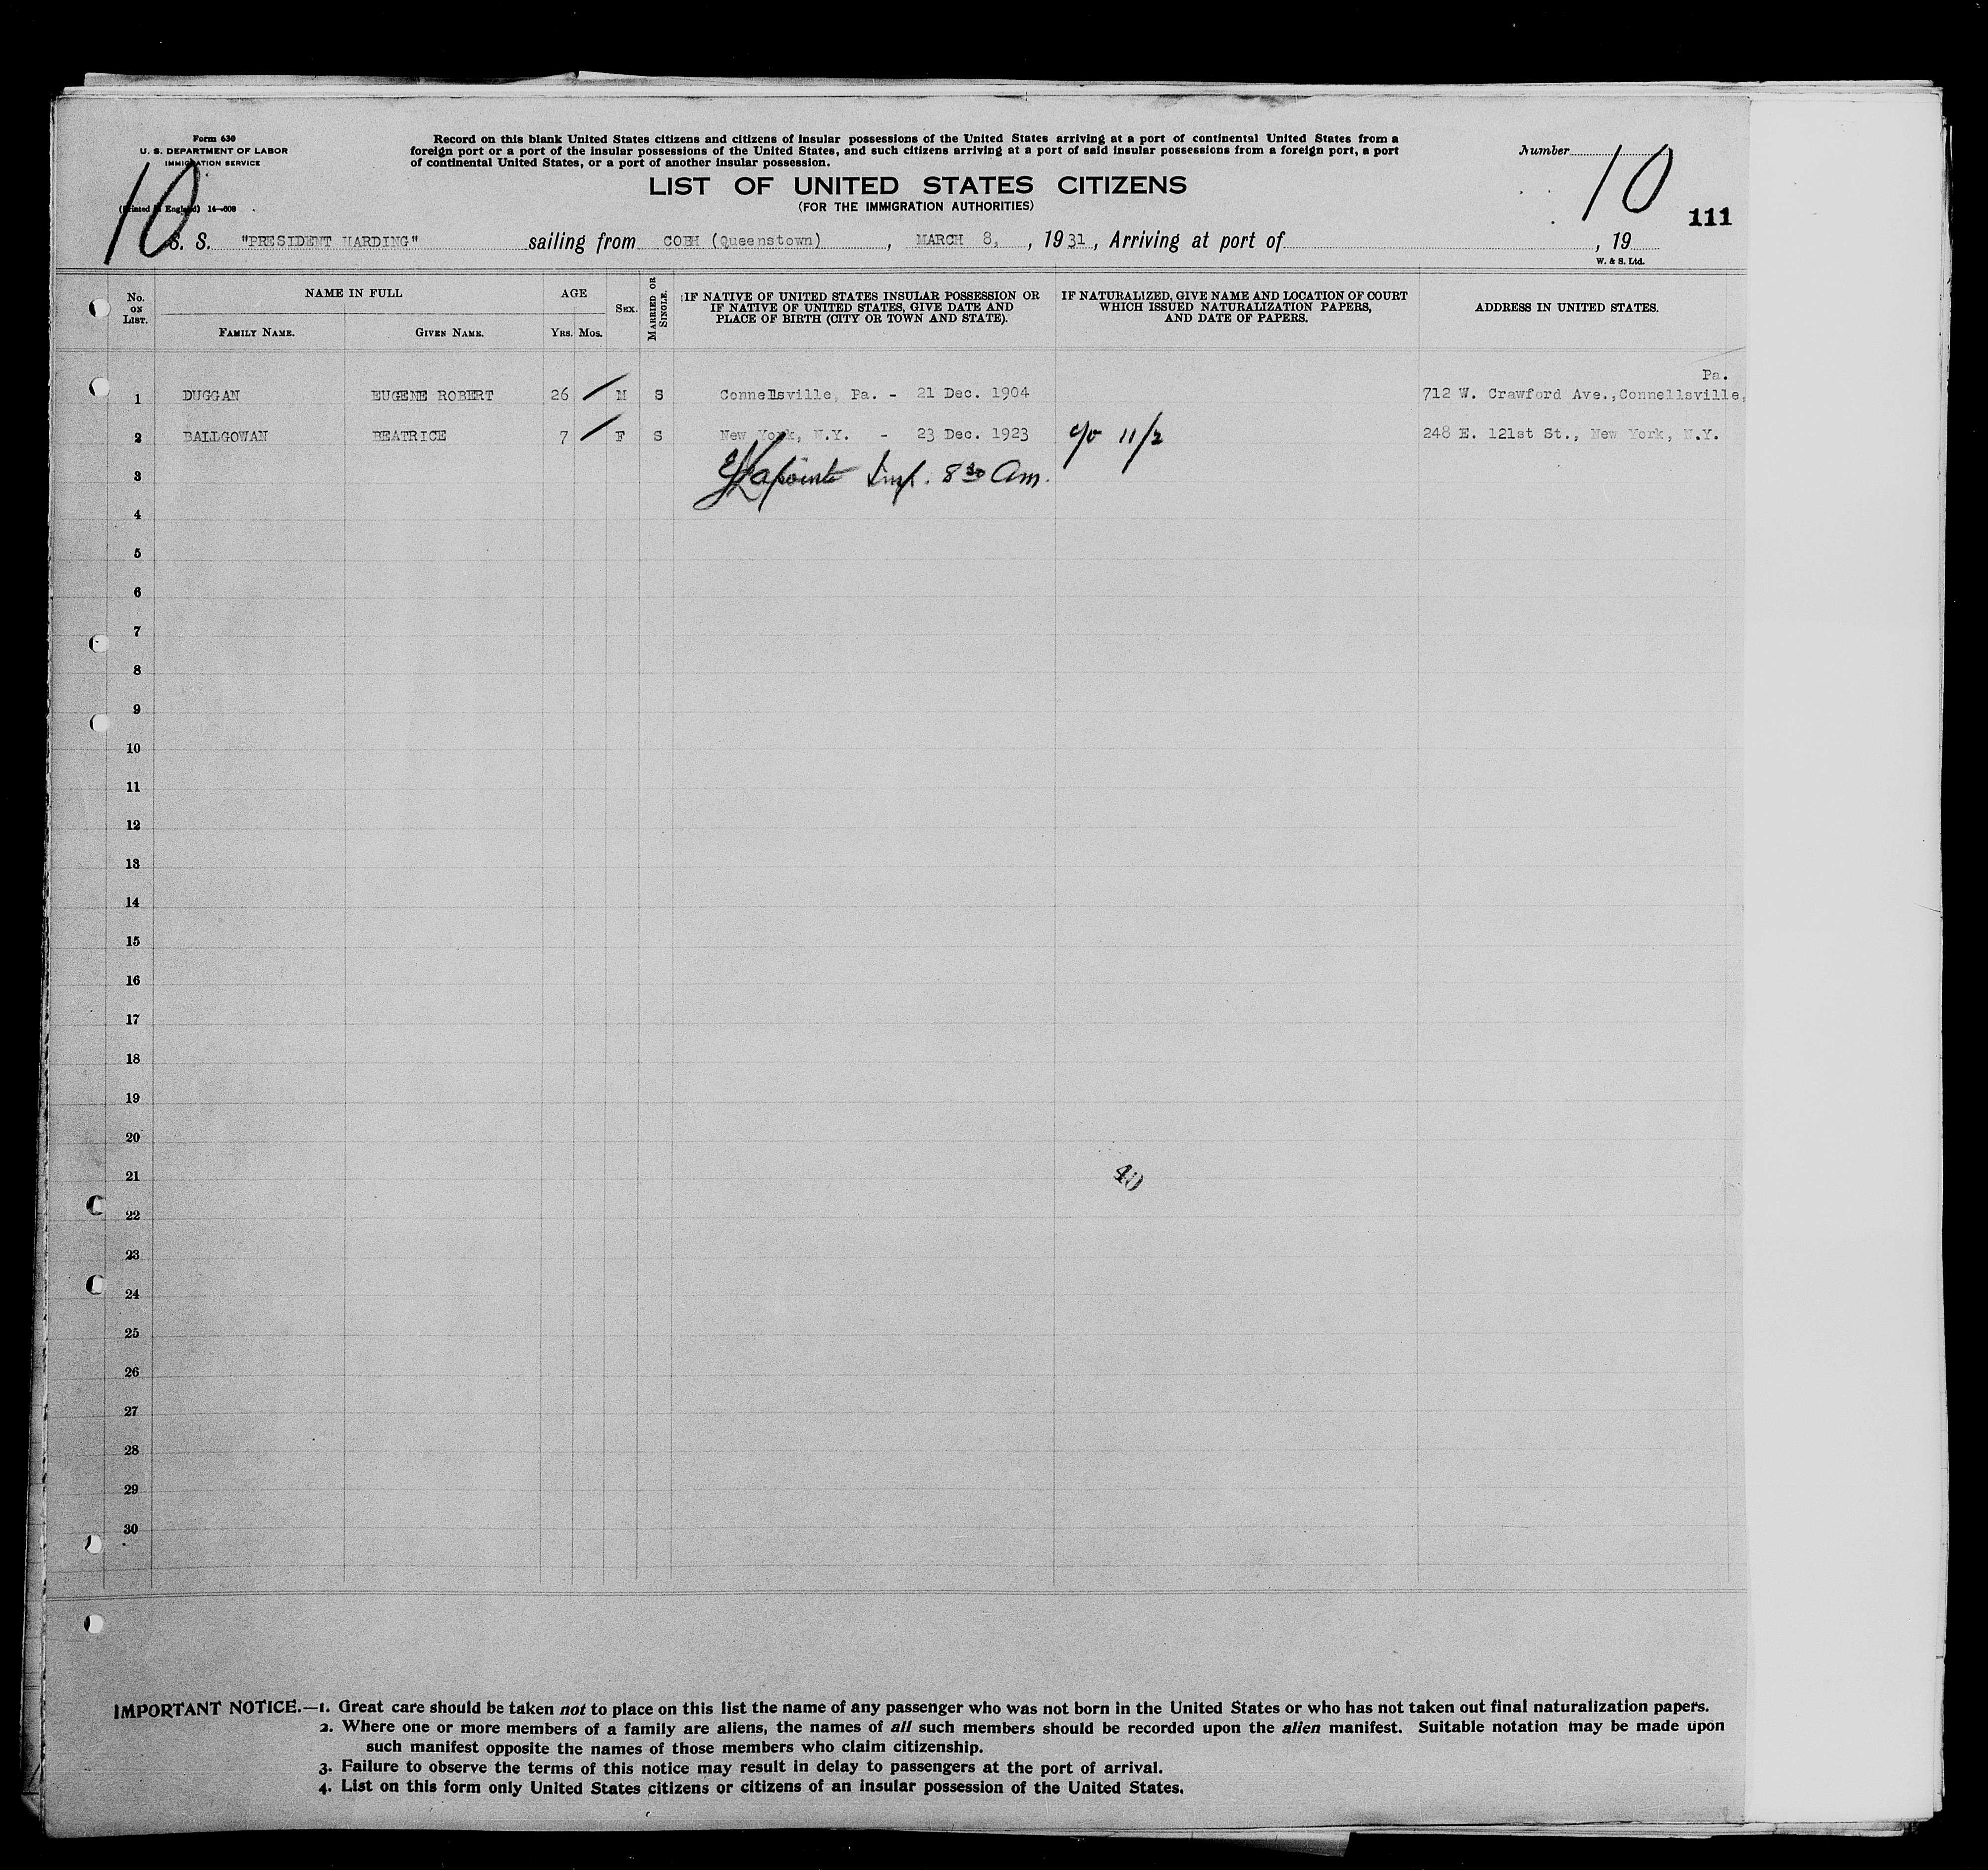 Form 630
U. S. DEPARTMENT OF LABOR
IMMIGRATION SERVICE
(Printed in England) 14—608
10
Record on this blank United States citizens and citizens of insular possessions of the United States arriving at a port of continental United States from a
foreign port or a port of the insular possessions of the United States, and such citizens arriving at a port of said insular possessions from a foreign port, a port
of continental United States, or a port of another insular possession.
Number
10
111
LIST OF UNITED STATES CITIZENS
(FOR THE IMMIGRATION AUTHORITIES)
S. S. "PRESIDENT HARDING" sailing from COBH (Queenstown), MARCH 8, , 1931, Arriving at port of , 19
W. & S. Ltd.
No. ON LIST.
NAME IN FULL
FAMILY NAME. GIVEN NAME.
AGE
YRS. MOS.
SEX.
MARRIED OR SINGLE.
IF NATIVE OF UNITED STATES INSULAR POSSESSION OR
IF NATIVE OF UNITED STATES, GIVE DATE AND
PLACE OF BIRTH (CITY OR TOWN AND STATE).
IF NATURALIZED, GIVE NAME AND LOCATION OF COURT
WHICH ISSUED NATURALIZATION PAPERS,
AND DATE OF PAPERS.
ADDRESS IN UNITED STATES.
Pa.
1 DUGGAN EUGENE ROBERT 26 M S Connellsville, Pa. - 21 Dec. 1904 712 W. Crawford Ave.,Connellsville,
2 BALLGOWAN BEATRICE 7 F S New York, N.Y. - 23 Dec. 1923 c/o 11/2 248 E. 121st St., New York, N.Y.
3 Lapointe Insp. 8 30 Am.
4
5
6
7
8
9
10
11
12
13
14
15
16
17
18
19
20
21 40
22
23
24
25
26
27
28
29
30
IMPORTANT NOTICE.—1. Great care should be taken not to place on this list the name of any passenger who was not born in the United States or who has not taken out final naturalization papers.
2. Where one or more members of a family are aliens, the names of all such members should be recorded upon the alien manifest. Suitable notation may be made upon
such manifest opposite the names of those members who claim citizenship.
3. Failure to observe the terms of this notice may result in delay to passengers at the port of arrival.
4. List on this form only United States citizens or citizens of an insular possession of the United States.